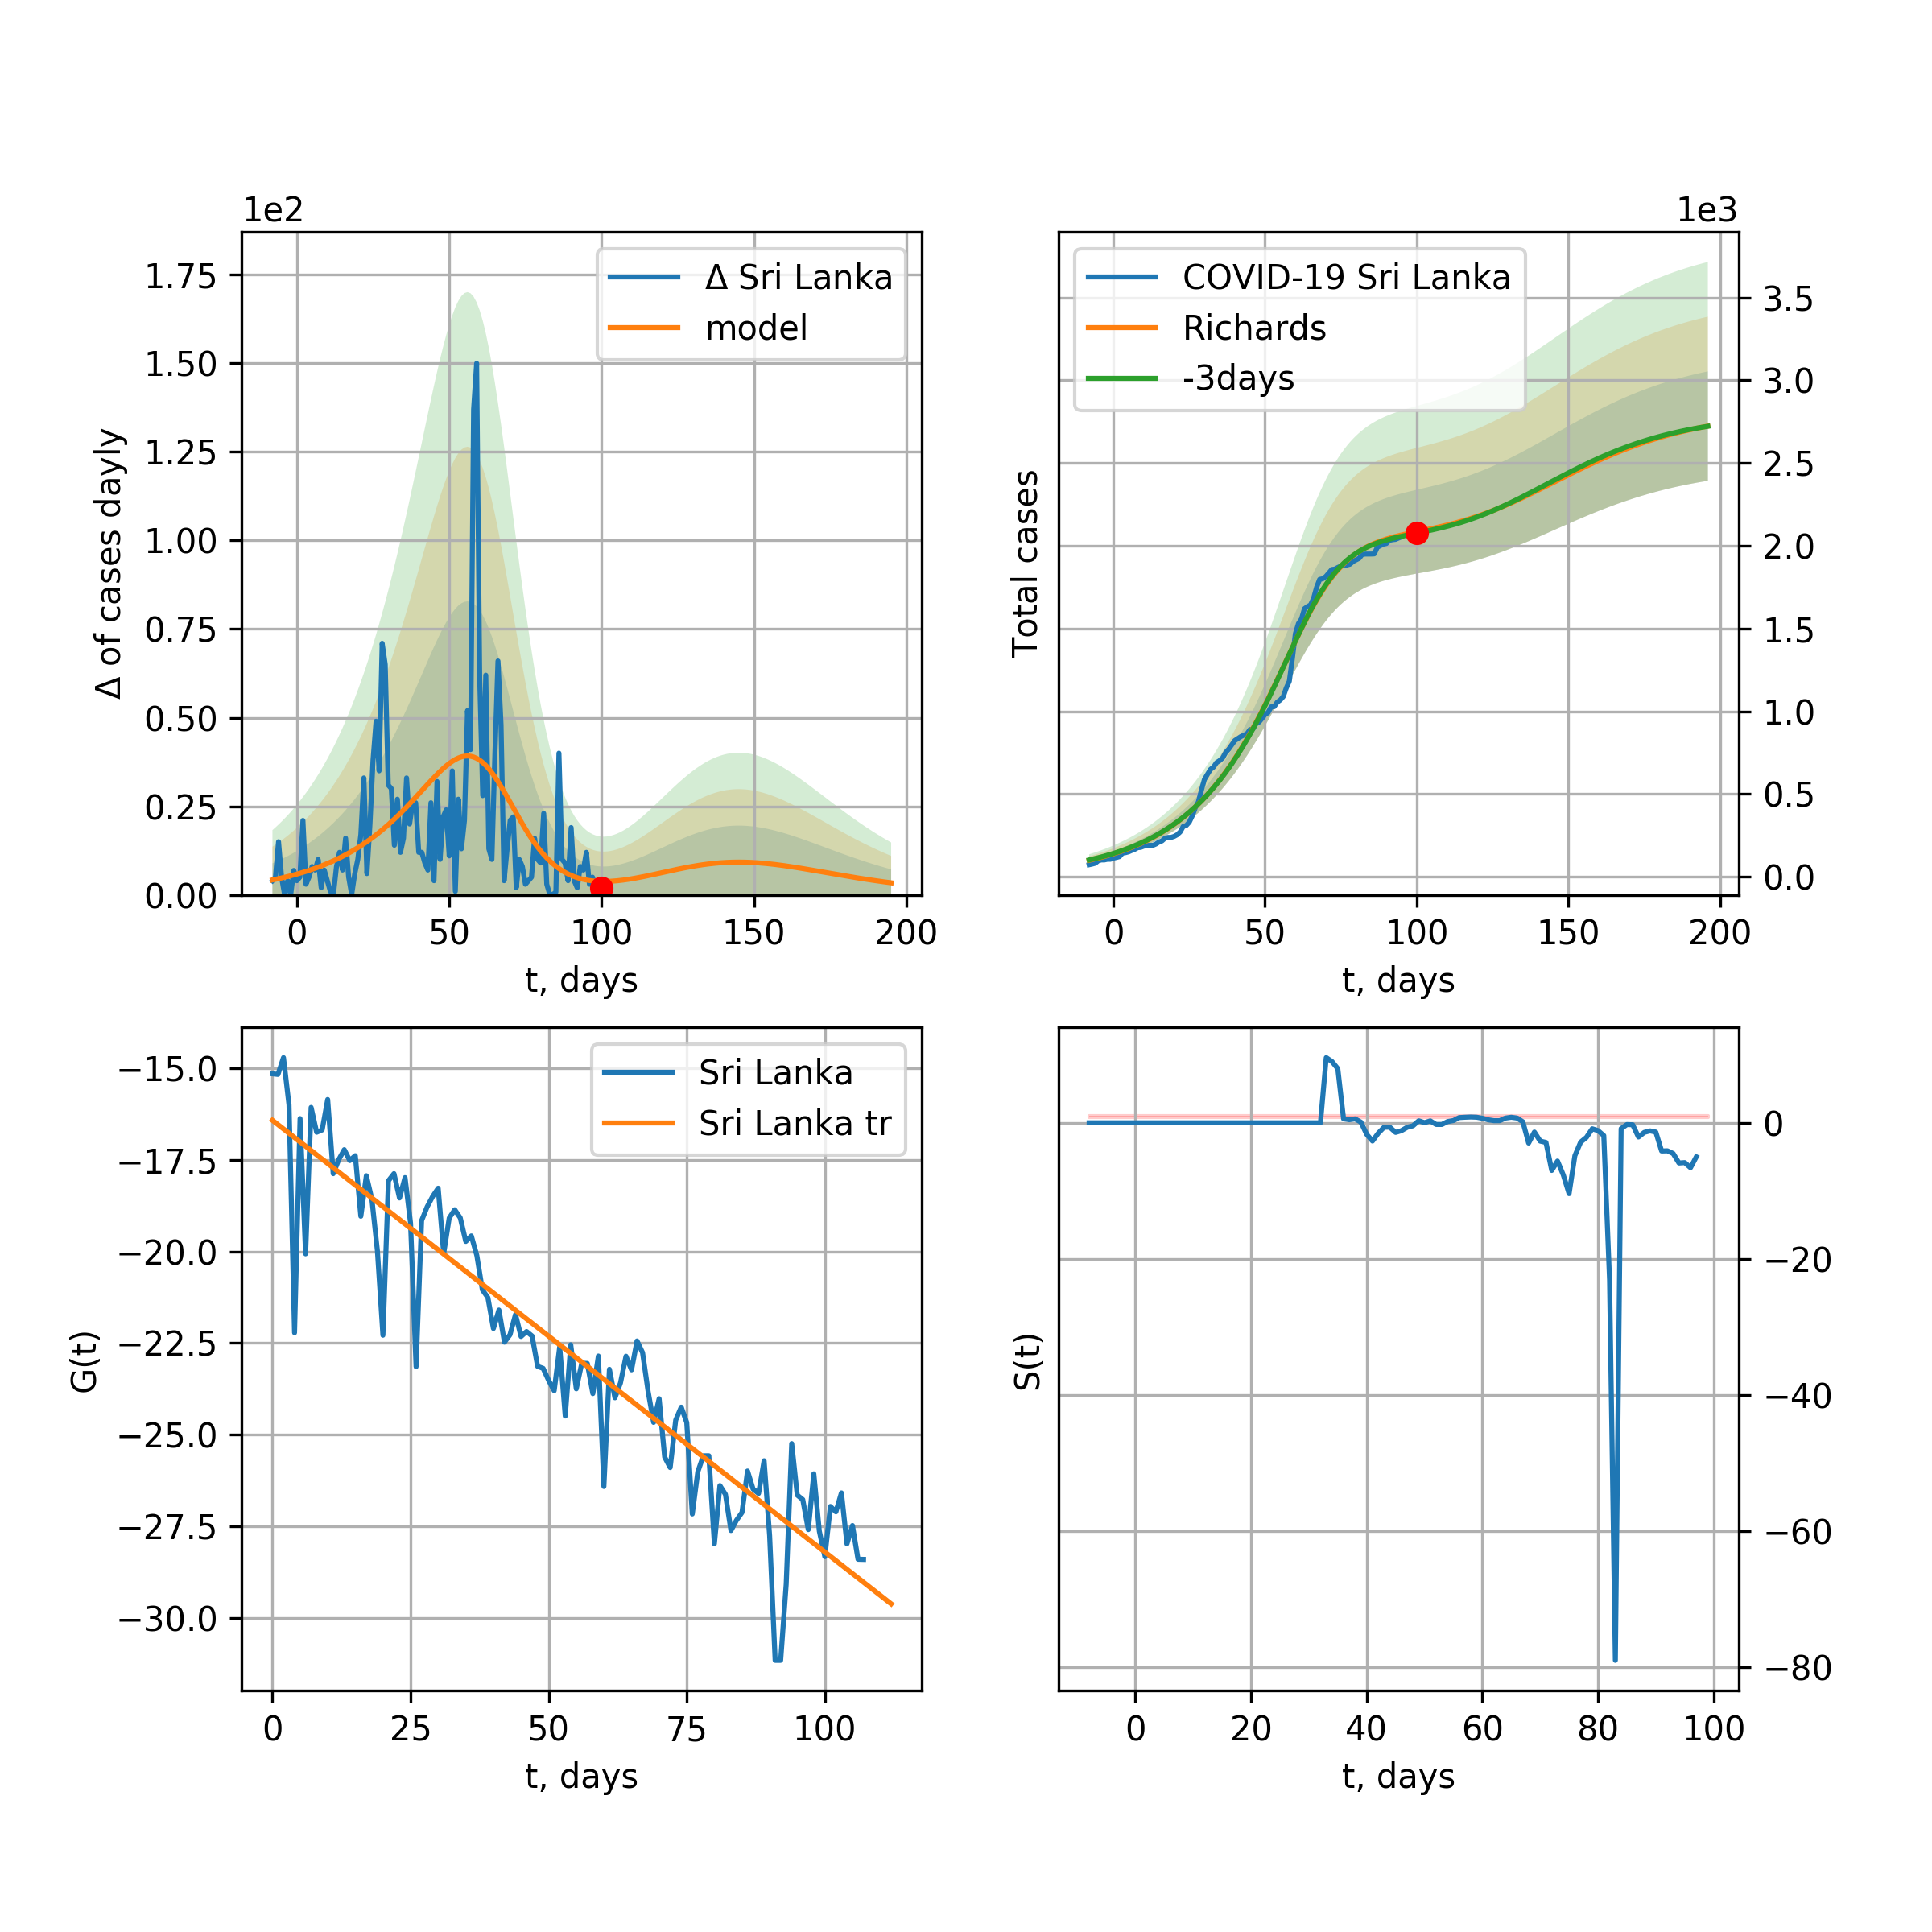 1e2
1.75
1.50
1.25
1.00
0.75
0.50
0.25
0.00
Δ of cases dayly
Δ Sri Lanka
model
0
50
100
150
200
t, days
1e3
COVID-19 Sri Lanka
Richards
-3days
Total cases
3.5
3.0
2.5
2.0
1.5
1.0
0.5
0.0
0
50
100
150
200
t, days
−15.0
−17.5
−20.0
−22.5
−25.0
−27.5
−30.0
G(t)
Sri Lanka
Sri Lanka tr
0
25
50
75
100
t, days
S(t)
0
−20
−40
−60
−80
0
20
40
60
80
100
t, days